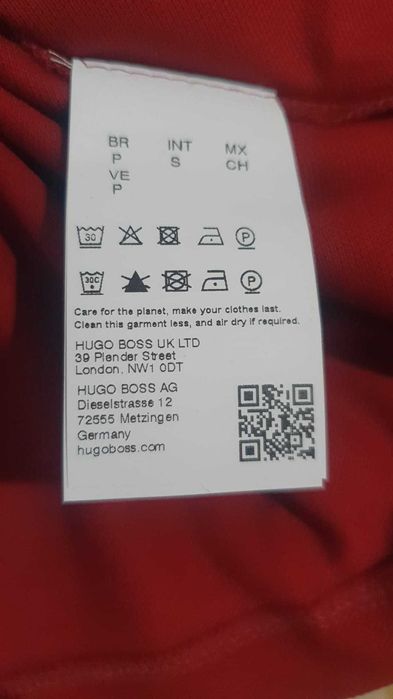 BR INT MX
P S CH
VE
P
30 P
30C P
Care for the planet, make your clothes last.
Clean this garment less, and air dry if required.
HUGO BOSS UK LTD
39 Plender Street
London, NW1 0DT
HUGO BOSS AG
Dieselstrasse 12
72555 Metzingen
Germany
hugoboss.com